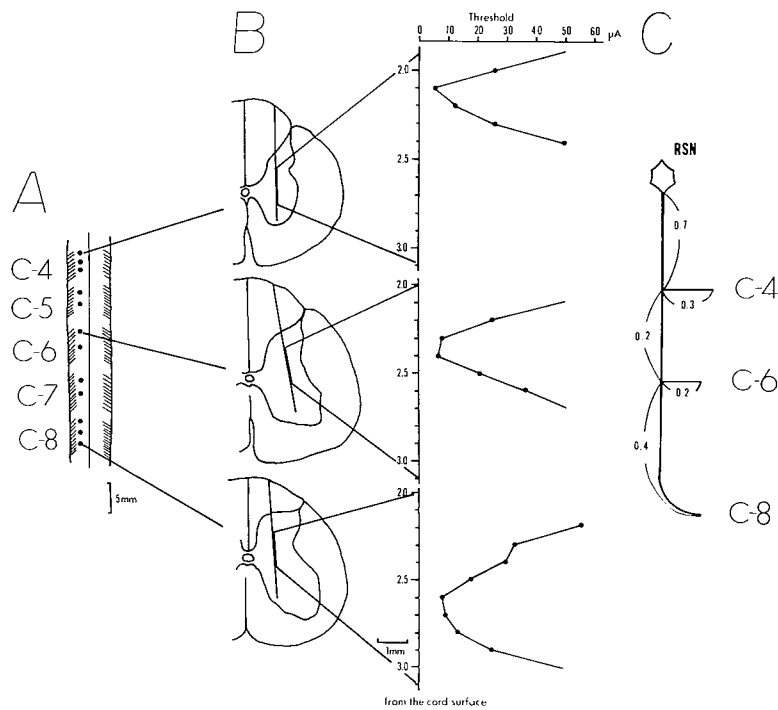 A
C-4
C-5
C-6
C-7
C-8
5mm
B
Threshold
0 10 20 30 40 50 60 μA
2.0
2.5
3.0
2.0
2.5
3.0
2.0
2.5
3.0
1mm
from the cord surface
C
RSN
0.7
C-4
0.3
0.2
C-6
0.2
0.4
C-8